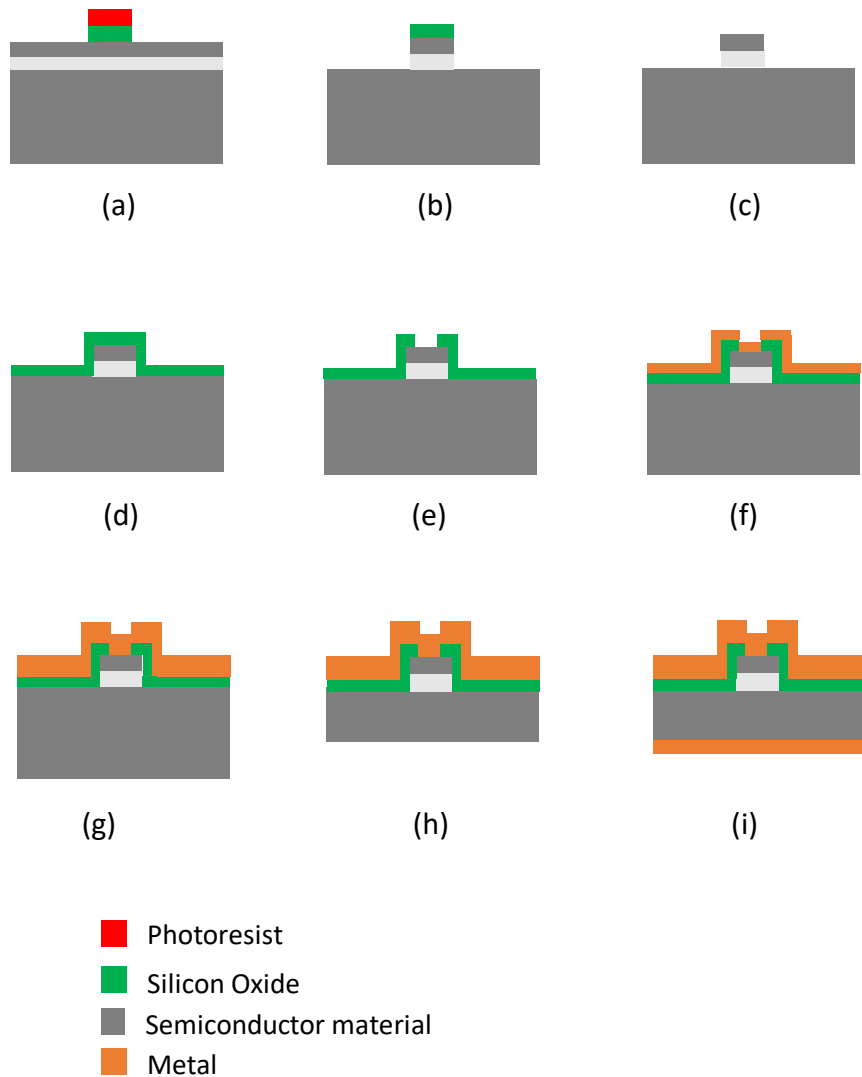 (a)
(b)
(c)
(d)
(e)
(f)
(g)
(h)
(i)
Photoresist
Silicon Oxide
Semiconductor material
Metal